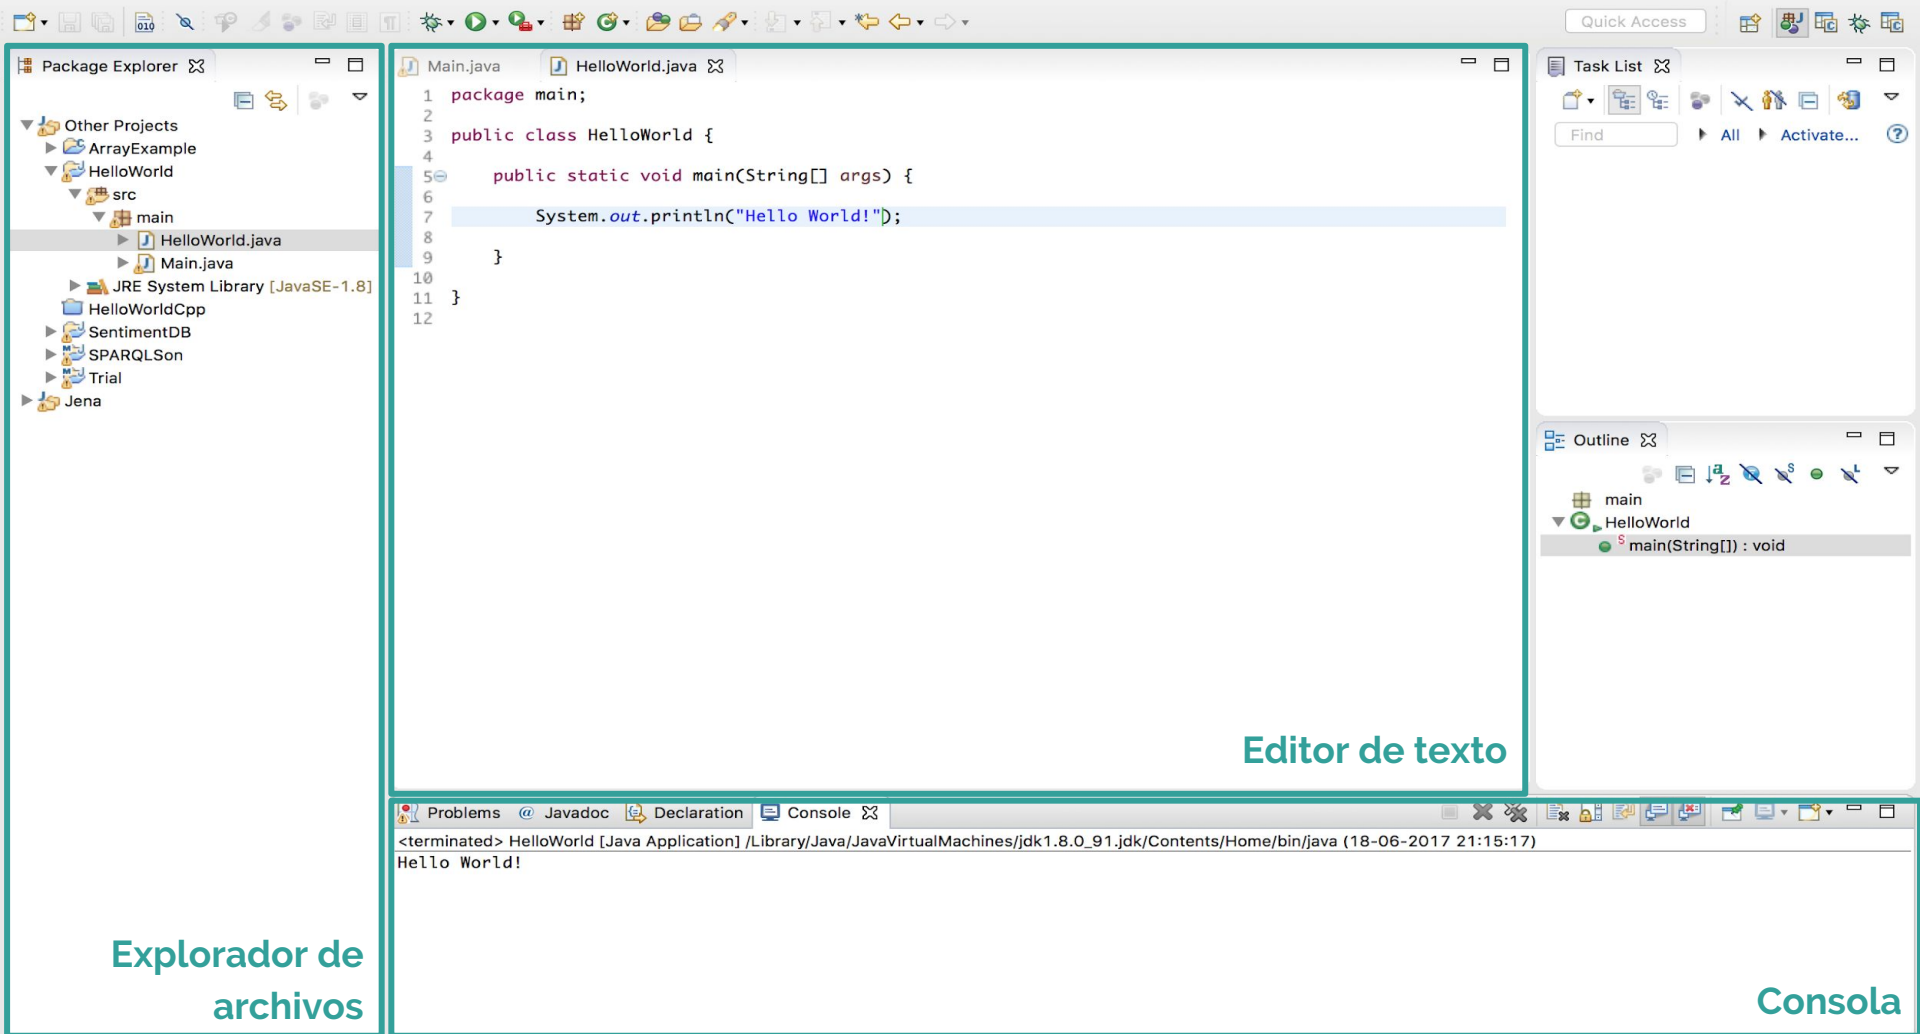 Quick Access
Package Explorer
Other Projects
ArrayExample
HelloWorld
src
main
HelloWorld.java
Main.java
JRE System Library [JavaSE-1.8]
HelloWorldCpp
SentimentDB
SPARQLSon
Trial
Jena
Explorador de
archivos
Main.java
HelloWorld.java
1 package main;
2
3 public class HelloWorld {
4
5 public static void main(String[] args) {
6
7 System.out.println("Hello World!");
8
9 }
10
11 }
12
Editor de texto
Task List
Find
All
Activate...
Outline
main
HelloWorld
main(String[]) : void
Problems
Javadoc
Declaration
Console
<terminated> HelloWorld [Java Application] /Library/Java/JavaVirtualMachines/jdk1.8.0_91.jdk/Contents/Home/bin/java (18-06-2017 21:15:17)
Hello World!
Consola